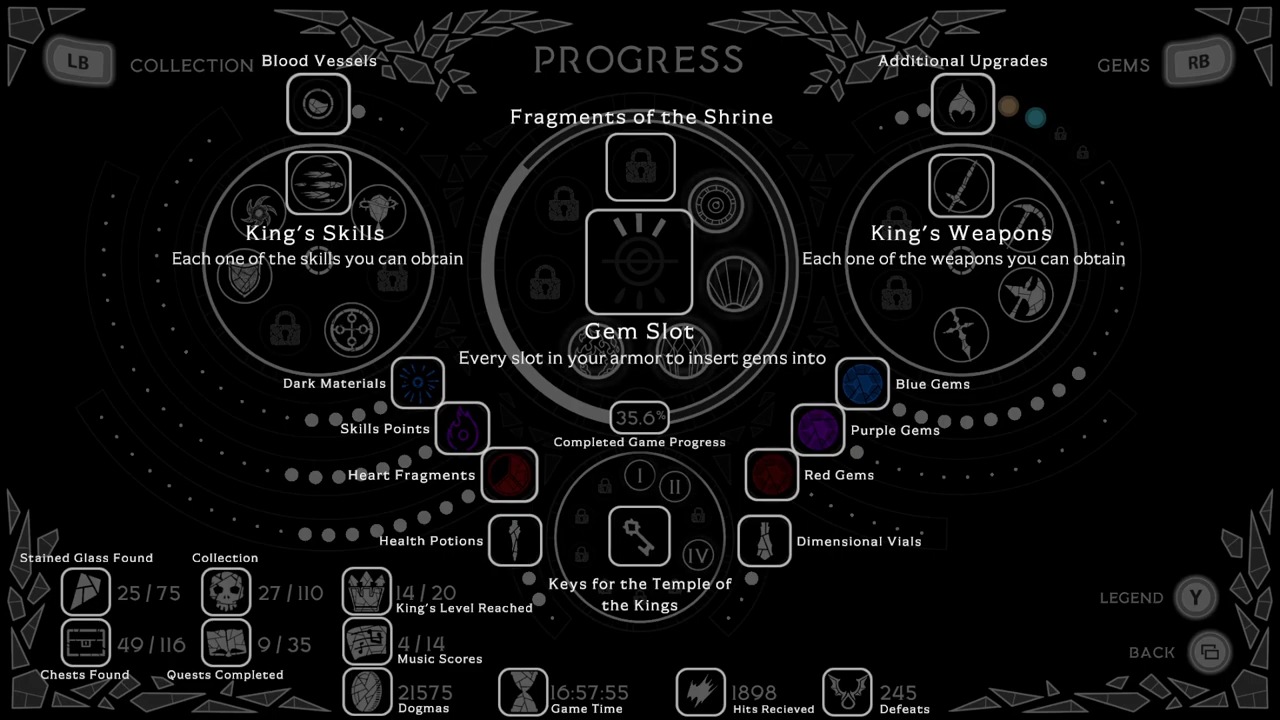 LB
COLLECTION
PROGRESS
GEMS
RB
Blood Vessels
Additional Upgrades
Fragments of the Shrine
King's Skills
Each one of the skills you can obtain
King's Weapons
Each one of the weapons you can obtain
Gem Slot
Every slot in your armor to insert gems into
Dark Materials
Blue Gems
Skills Points
Purple Gems
35.6%
Completed Game Progress
Heart Fragments
Red Gems
I
II
IV
Health Potions
Dimensional Vials
Keys for the Temple of
the Kings
Stained Glass Found
25 / 75
Collection
27 / 110
14 / 20
King's Level Reached
49 / 116
Chests Found
9 / 35
Quests Completed
4 / 14
Music Scores
21575
Dogmas
16:57:55
Game Time
1898
Hits Recieved
245
Defeats
LEGEND
Y
BACK